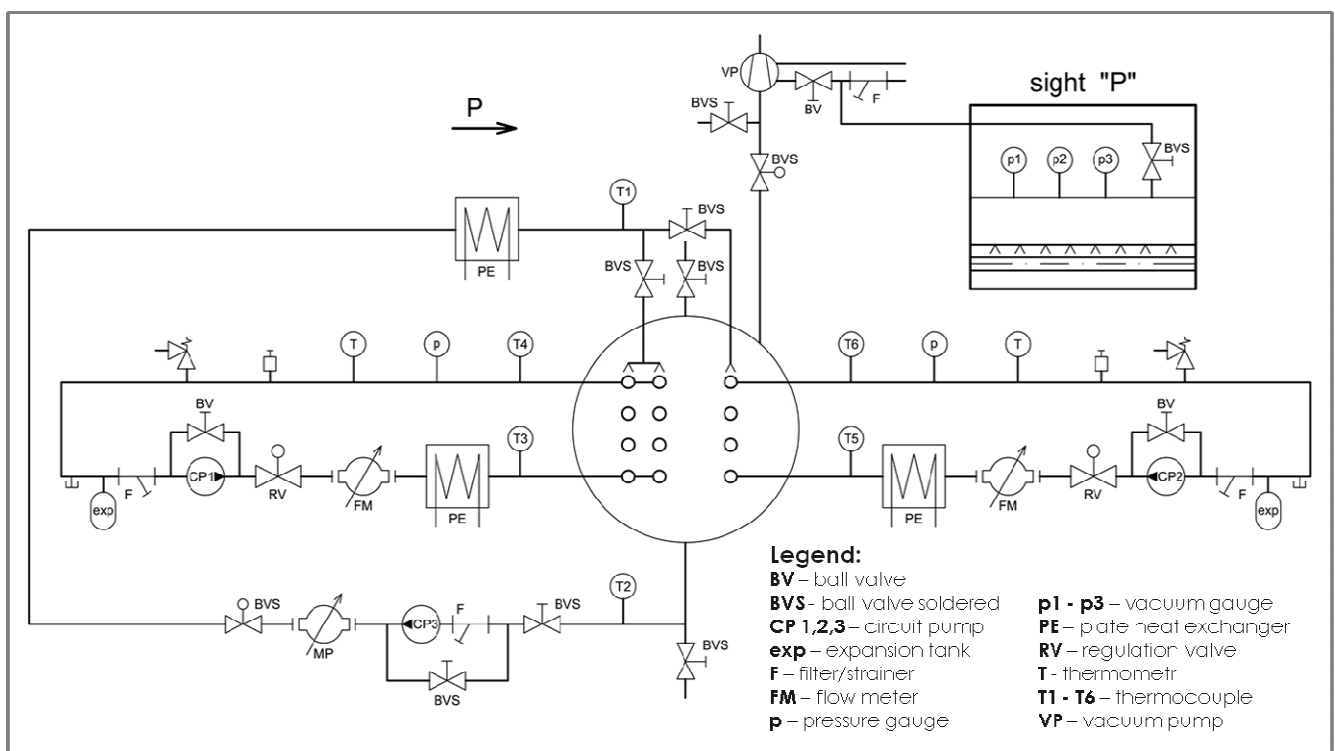 VP
BVS
BV
F
sight "P"
P
BVS
p1 p2 p3
BVS
T1
BVS
PE
BVS
BVS
T
p
T4
T6
p
T
BV
BV
T3
T5
CP1
CP2
F
RV
FM
PE
PE
FM
RV
F
exp
exp
Legend:
BV – ball valve
BVS - ball valve soldered
CP 1,2,3 – circuit pump
exp – expansion tank
F – filter/strainer
FM – flow meter
p – pressure gauge
p1 - p3 – vacuum gauge
PE – plate heat exchanger
RV – regulation valve
T - thermometr
T1 - T6 – thermocouple
VP – vacuum pump
T2
BVS
F
BVS
CP3
MP
BVS
BVS